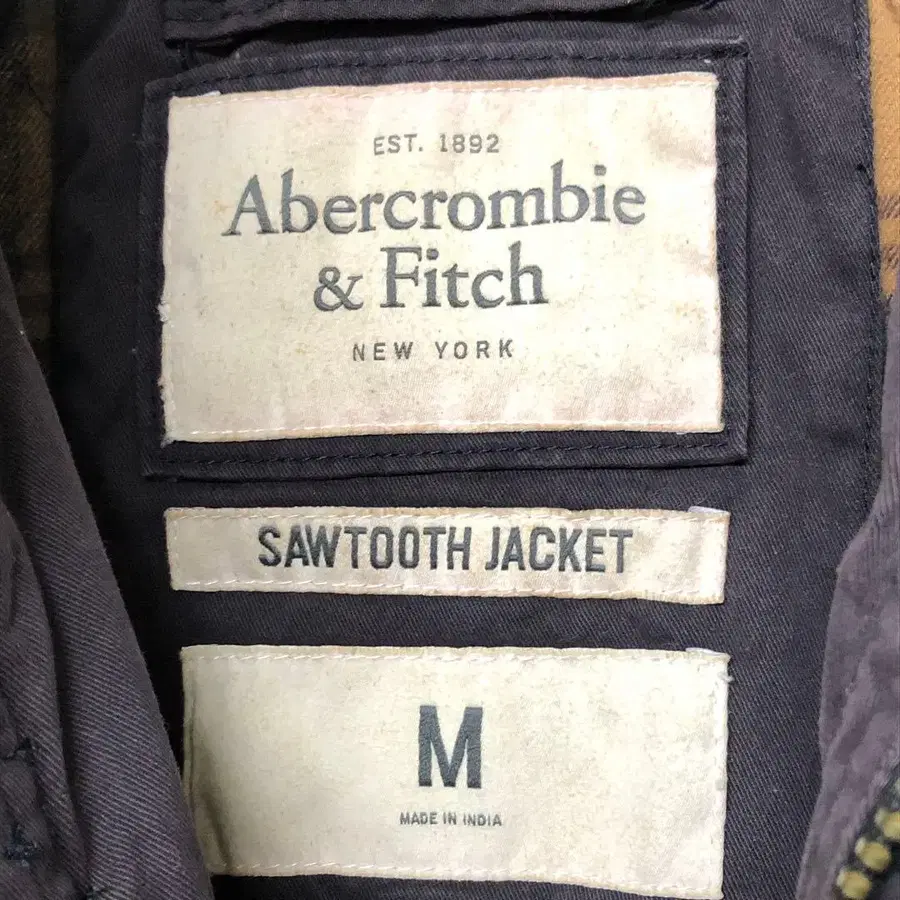 EST. 1892
Abercrombie
& Fitch
NEW YORK
SAWTOOTH JACKET
M
MADE IN INDIA